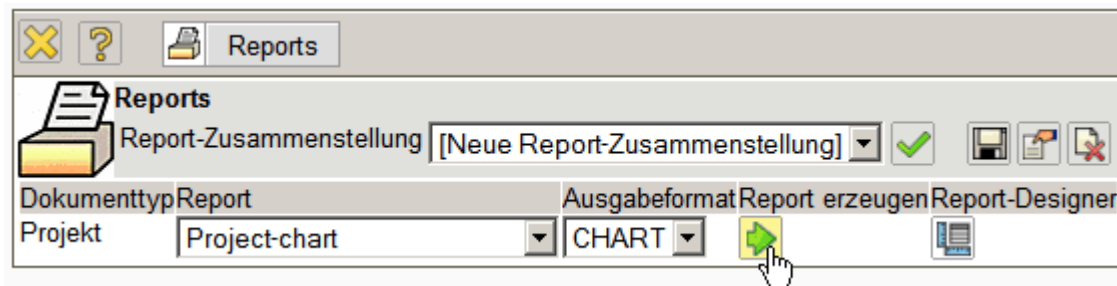 Reports
Reports
Report-Zusammenstellung [Neue Report-Zusammenstellung]
Dokumenttyp Report Ausgabeformat Report erzeugen Report-Designer
Projekt Project-chart CHART